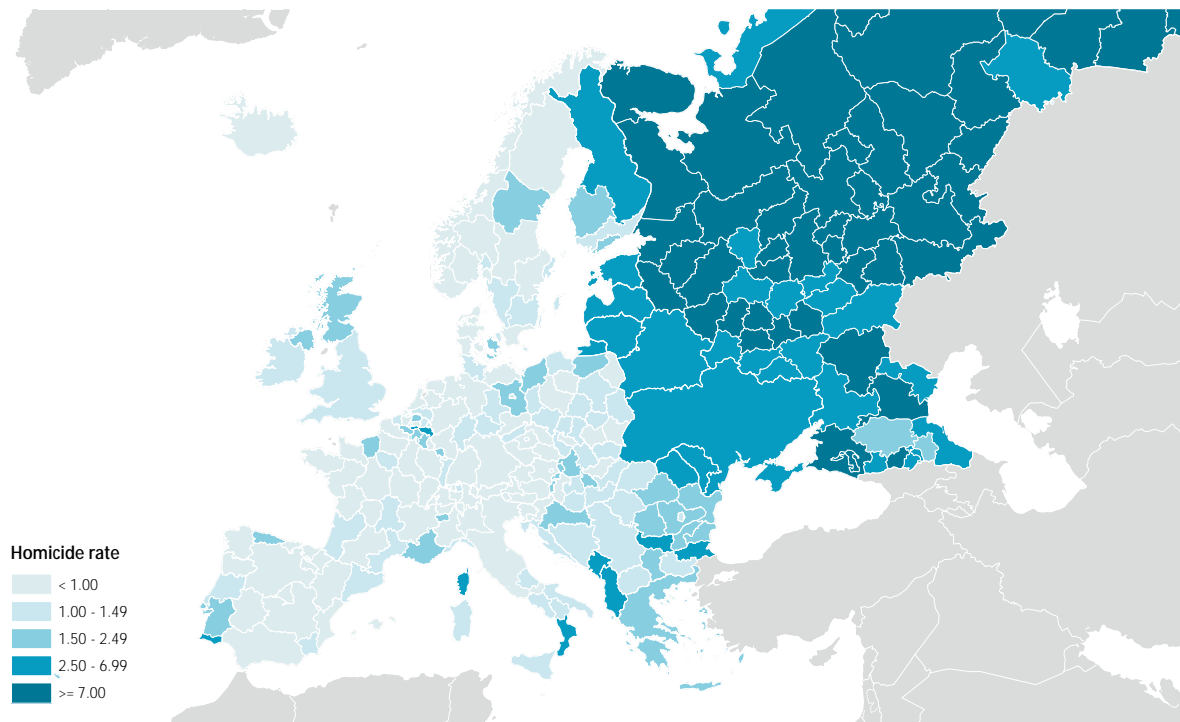 Homicide rate
< 1.00
1.00 - 1.49
1.50 - 2.49
2.50 - 6.99
>= 7.00